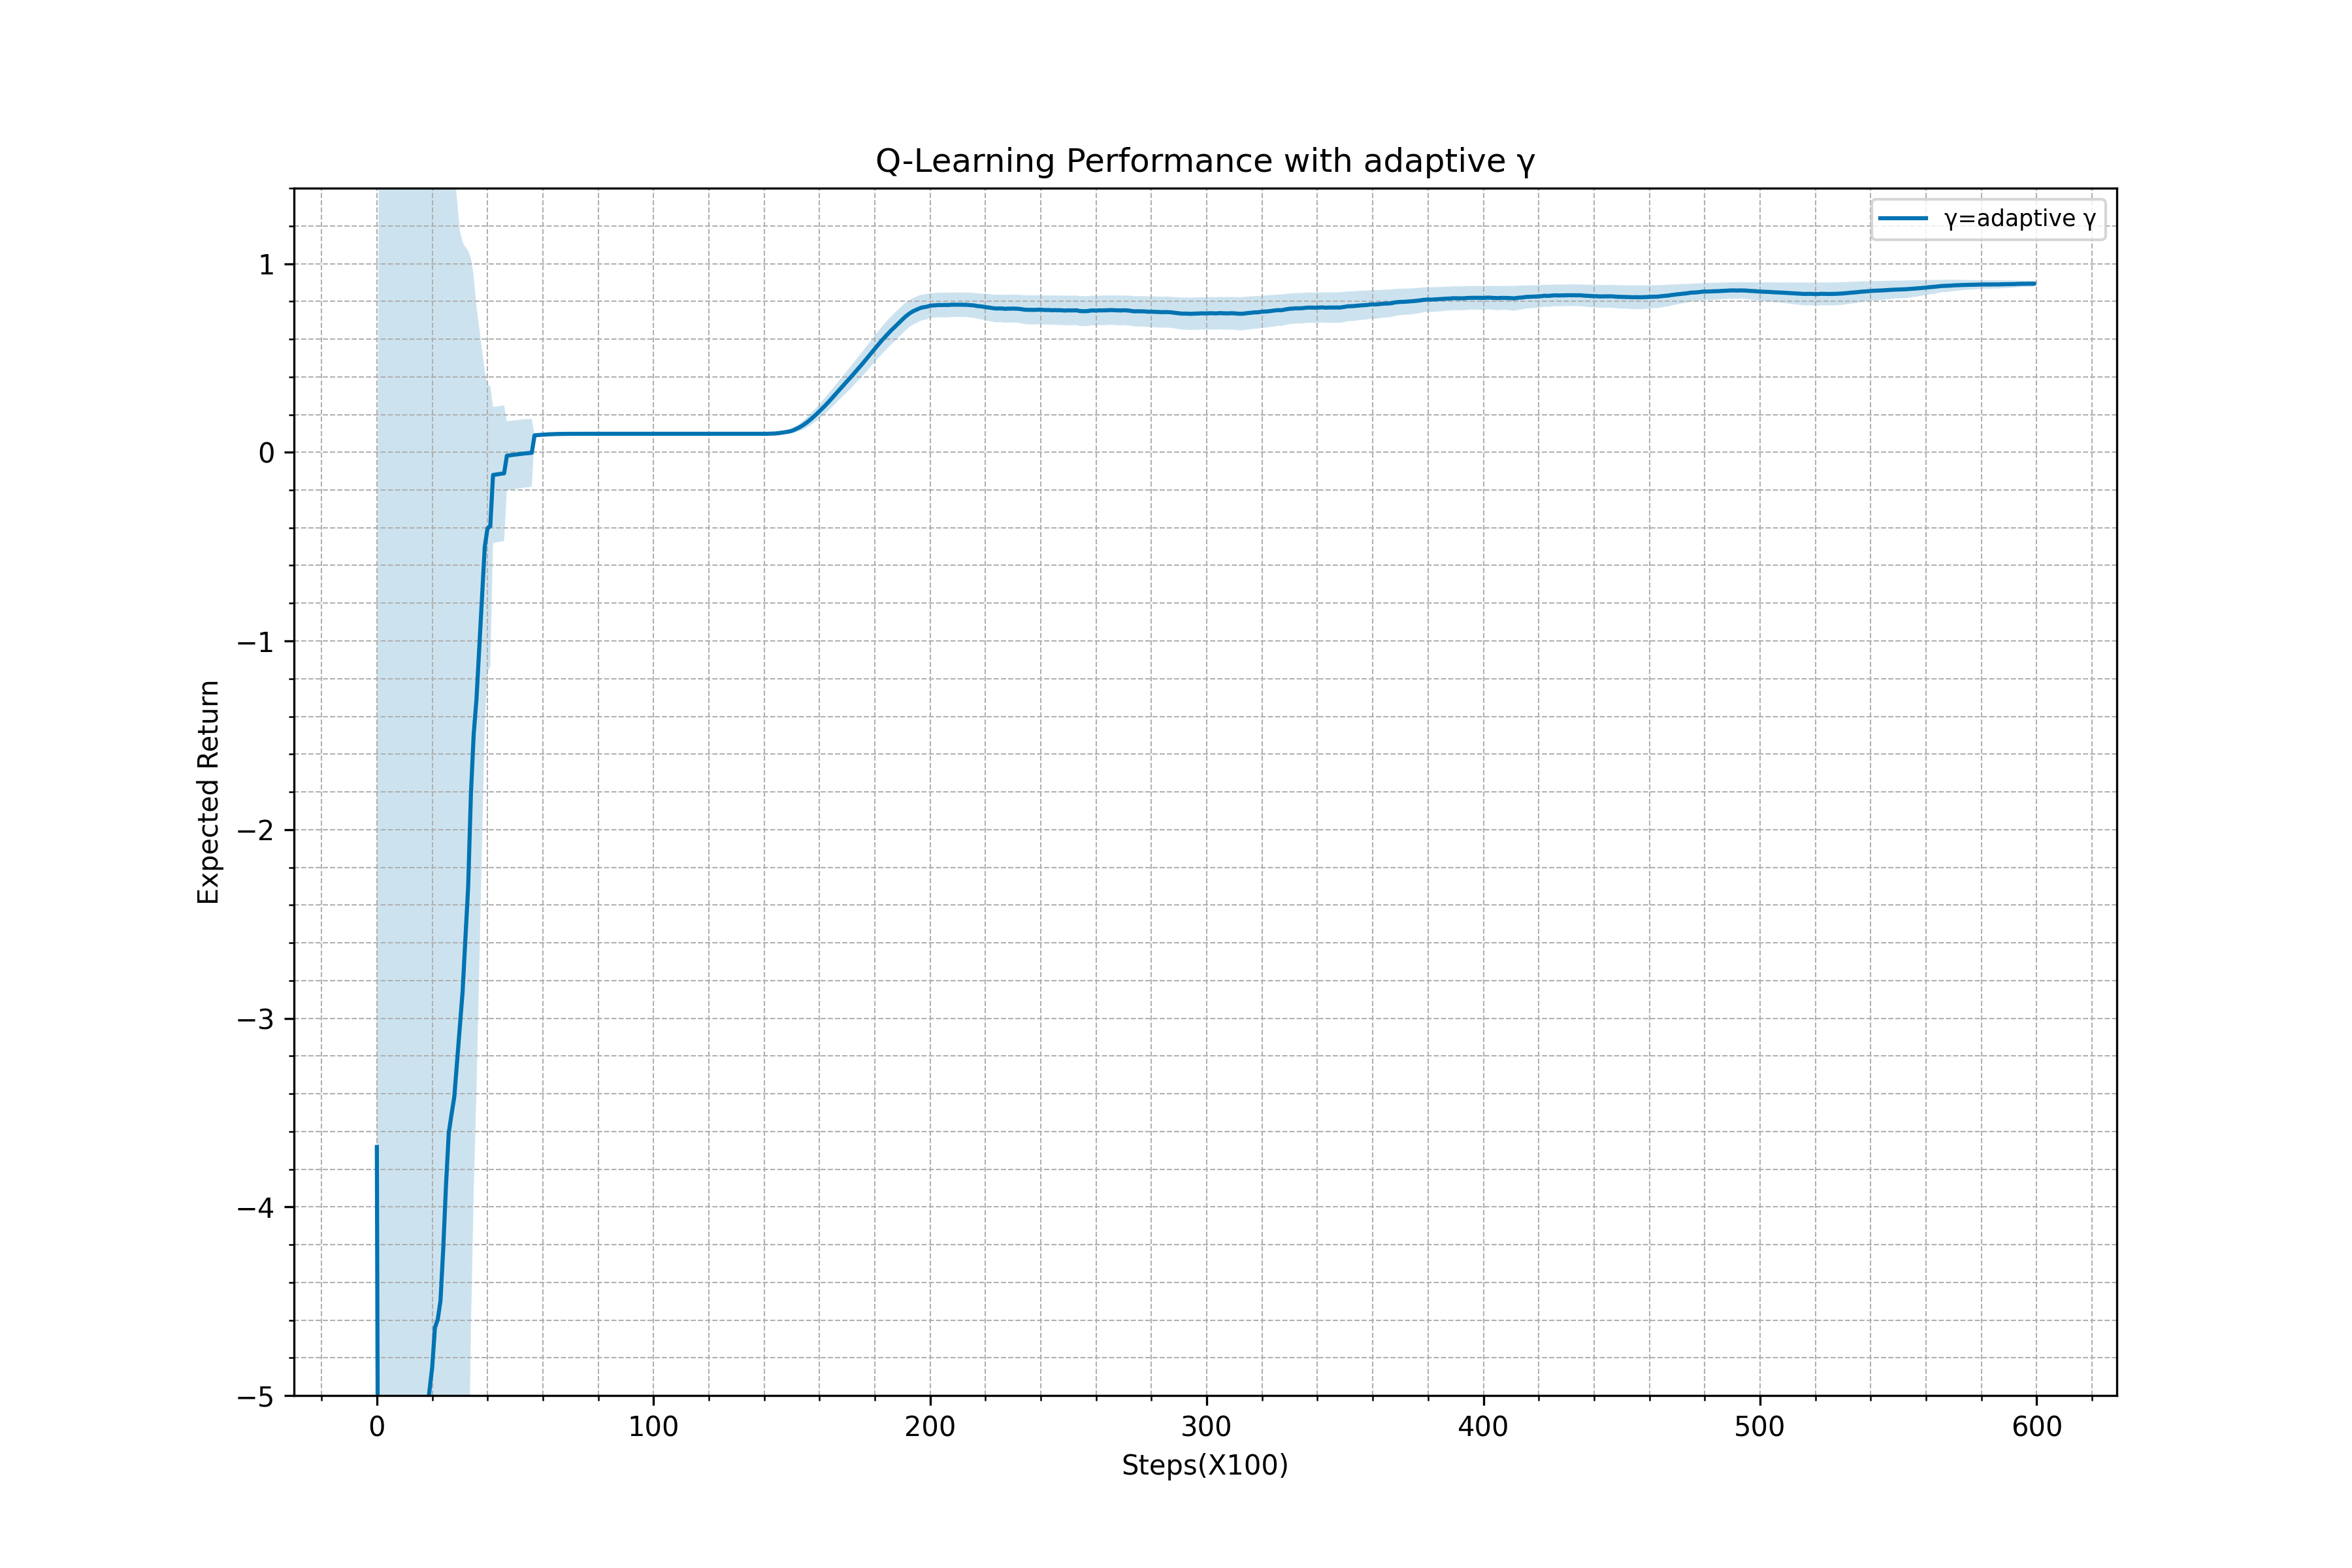 Q-Learning Performance with adaptive γ
γ=adaptive γ
1
0
−1
−2
−3
−4
−5
Expected Return
0 100 200 300 400 500 600
Steps(X100)